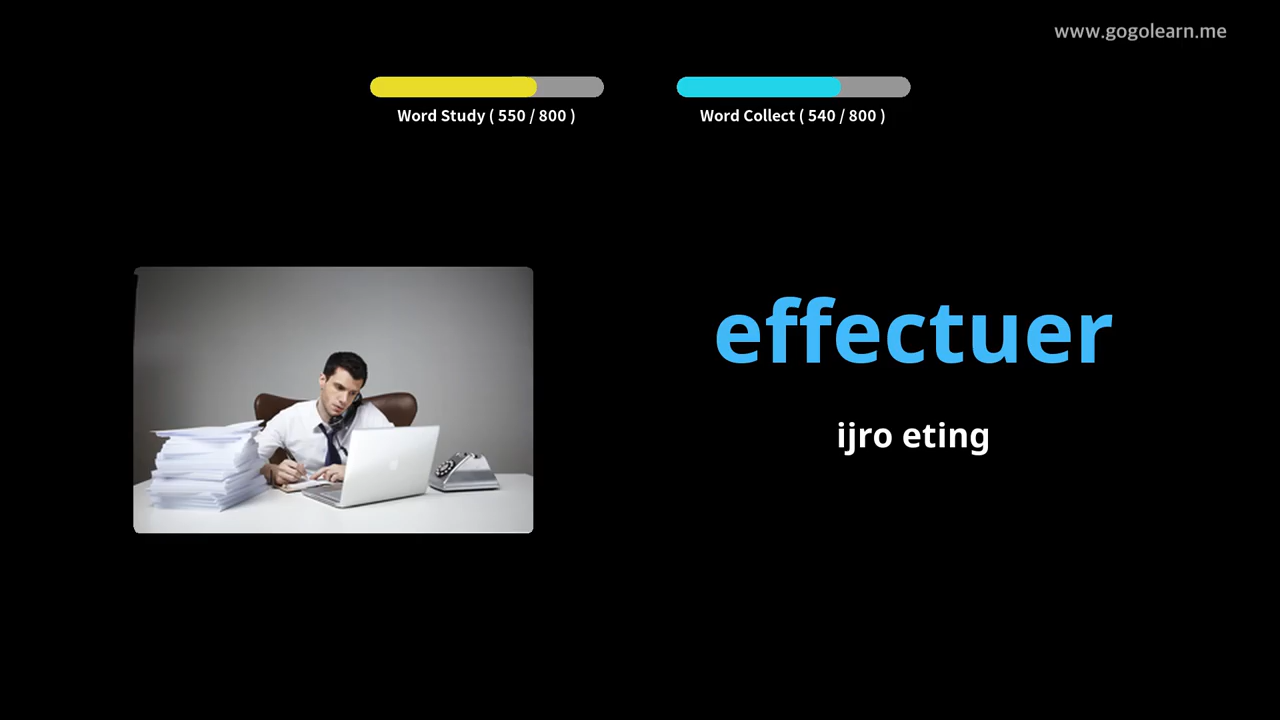 www.gogolearn.me
Word Study ( 550 / 800 )
Word Collect ( 540 / 800 )
effectuer
ijro eting